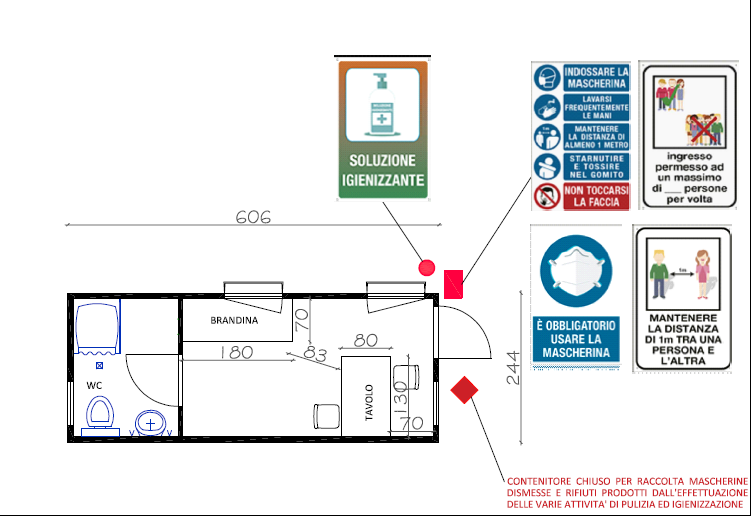 SOLUZIONE
IGIENIZZANTE
INDOSSARE LA
MASCHERINA
LAVARSI
FREQUENTEMENTE
LE MANI
1m
MANTENERE
LA DISTANZA DI
ALMENO 1 METRO
STARNUTIRE
E TOSSIRE
NEL GOMITO
NON TOCCARSI
LA FACCIA
ingresso
permesso ad
un massimo
di ___ persone
per volta
È OBBLIGATORIO
USARE LA
MASCHERINA
1m
MANTENERE
LA DISTANZA
DI 1m TRA UNA
PERSONA E
L'ALTRA
606
BRANDINA
70
180
83
80
130
TAVOLO
70
WC
244
CONTENITORE CHIUSO PER RACCOLTA MASCHERINE
DISMESSE E RIFIUTI PRODOTTI DALL'EFFETTUAZIONE
DELLE VARIE ATTIVITA' DI PULIZIA ED IGIENIZZAZIONE